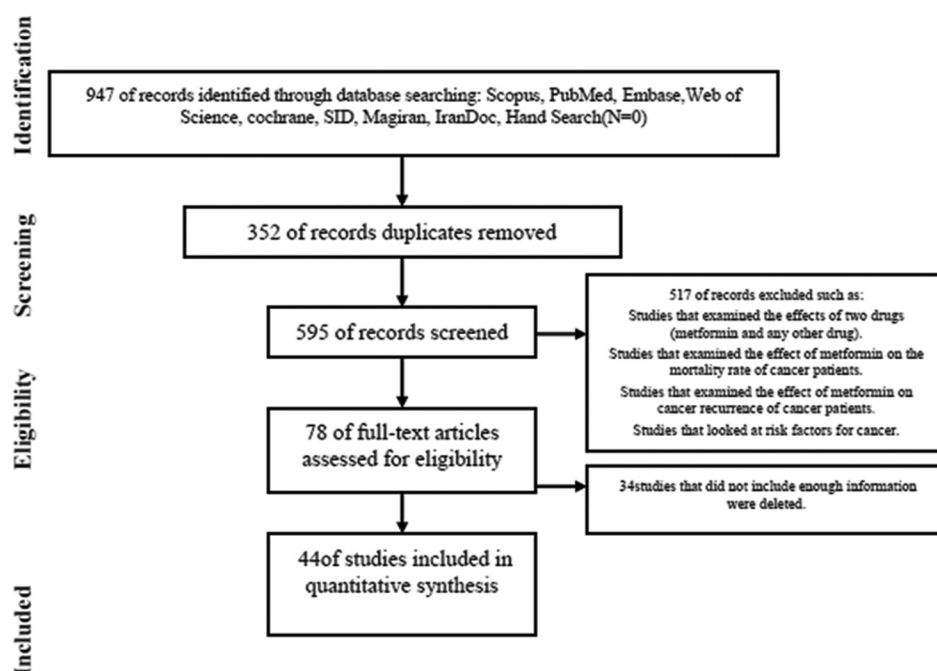 Identification
947 of records identified through database searching: Scopus, PubMed, Embase,Web of
Science, cochrane, SID, Magiran, IranDoc, Hand Search(N=0)
Screening
352 of records duplicates removed
595 of records screened
517 of records excluded such as:
Studies that examined the effects of two drugs
(metformin and any other drug).
Studies that examined the effect of metformin on the
mortality rate of cancer patients.
Studies that examined the effect of metformin on
cancer recurrence of cancer patients.
Studies that looked at risk factors for cancer.
Eligibility
78 of full-text articles
assessed for eligibility
34studies that did not include enough information
were deleted.
Included
44of studies included in
quantitative synthesis